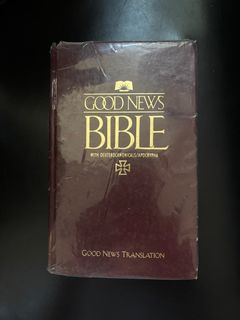 GOOD NEWS
BIBLE
WITH DEUTEROCANONICALS/APOCRYPHA
GOOD NEWS TRANSLATION